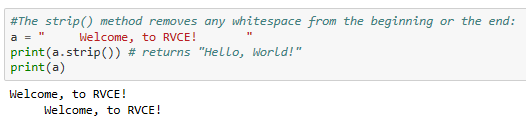 #The strip() method removes any whitespace from the beginning or the end:
a = "     Welcome, to RVCE!       "
print(a.strip()) # returns "Hello, World!"
print(a)
Welcome, to RVCE!
     Welcome, to RVCE!